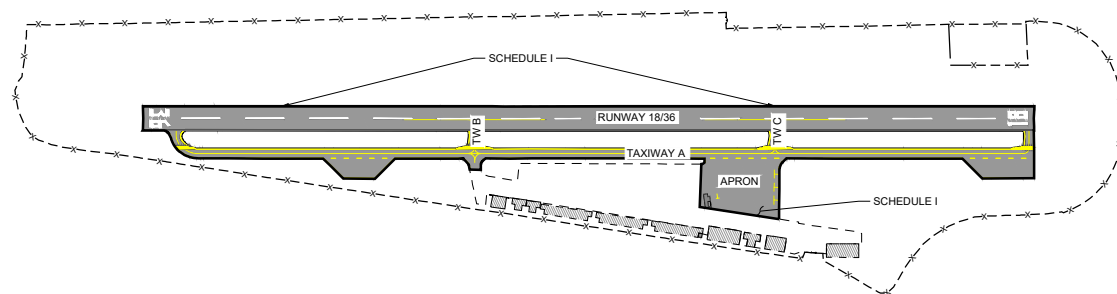 SCHEDULE I
RUNWAY 18/36
TW B
TW C
TAXIWAY A
APRON
SCHEDULE I